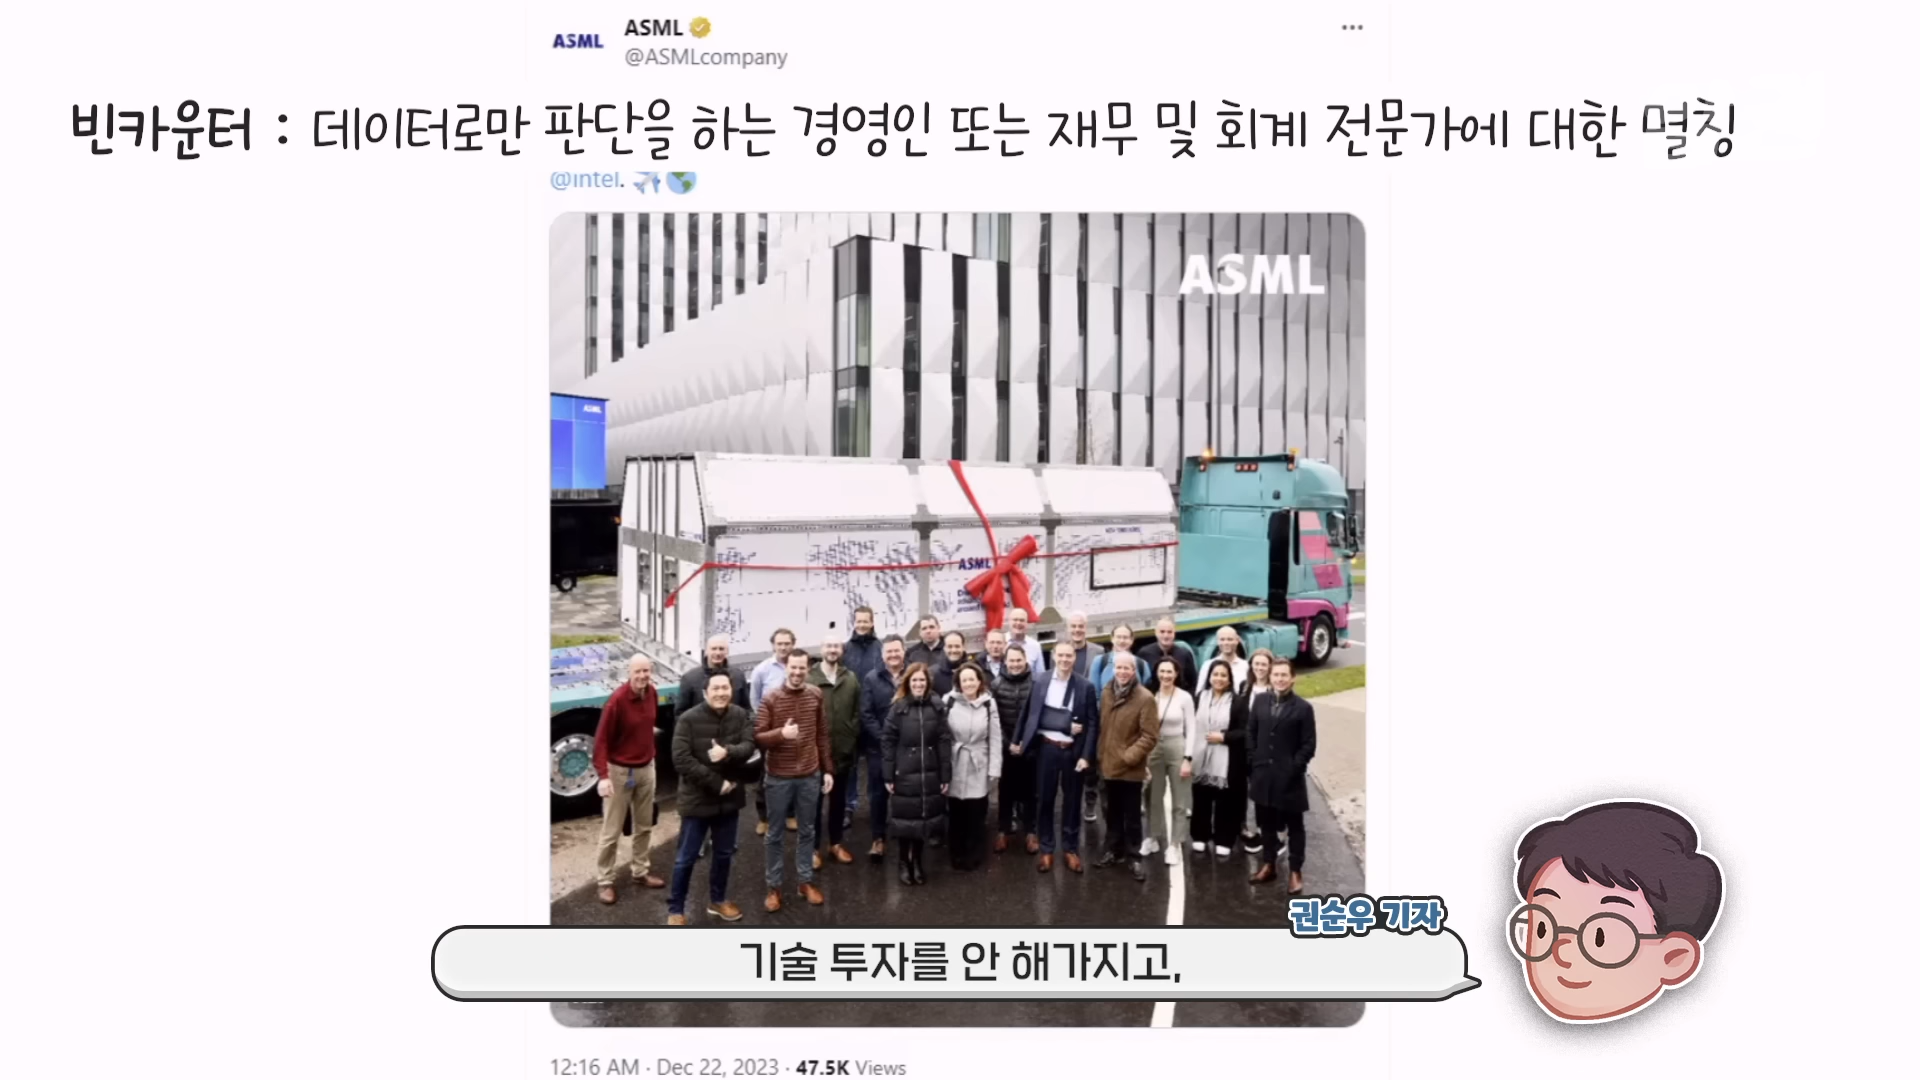 ASML
ASML
@ASMLcompany
빈카운터 : 데이터로만 판단을 하는 경영인 또는 재무 및 회계 전문가에 대한 멸칭
@intel.
ASML
ASML
ASML
권순우 기자
기술 투자를 안 해가지고,
12:16 AM · Dec 22, 2023 · 47.5K Views